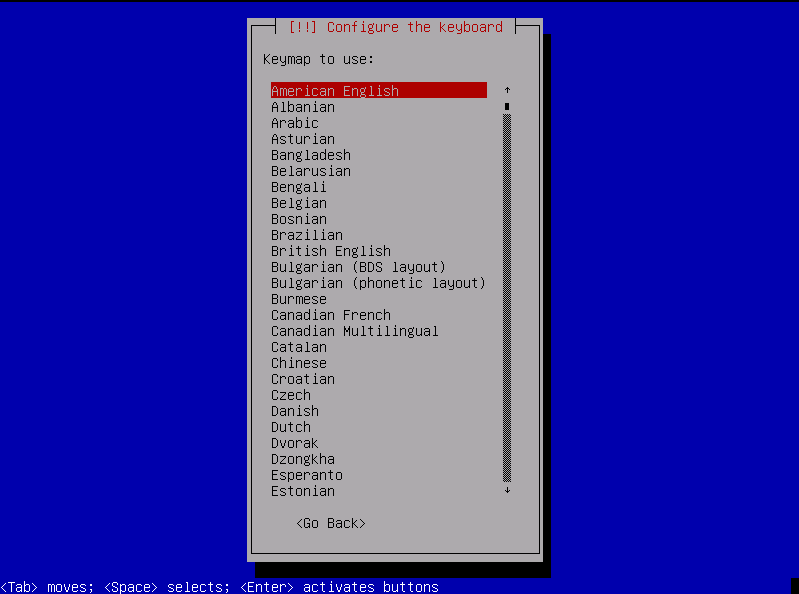 [!!] Configure the keyboard
Keymap to use:
American English
Albanian
Arabic
Asturian
Bangladesh
Belarusian
Bengali
Belgian
Bosnian
Brazilian
British English
Bulgarian (BDS layout)
Bulgarian (phonetic layout)
Burmese
Canadian French
Canadian Multilingual
Catalan
Chinese
Croatian
Czech
Danish
Dutch
Dvorak
Dzongkha
Esperanto
Estonian
<Go Back>
<Tab> moves; <Space> selects; <Enter> activates buttons